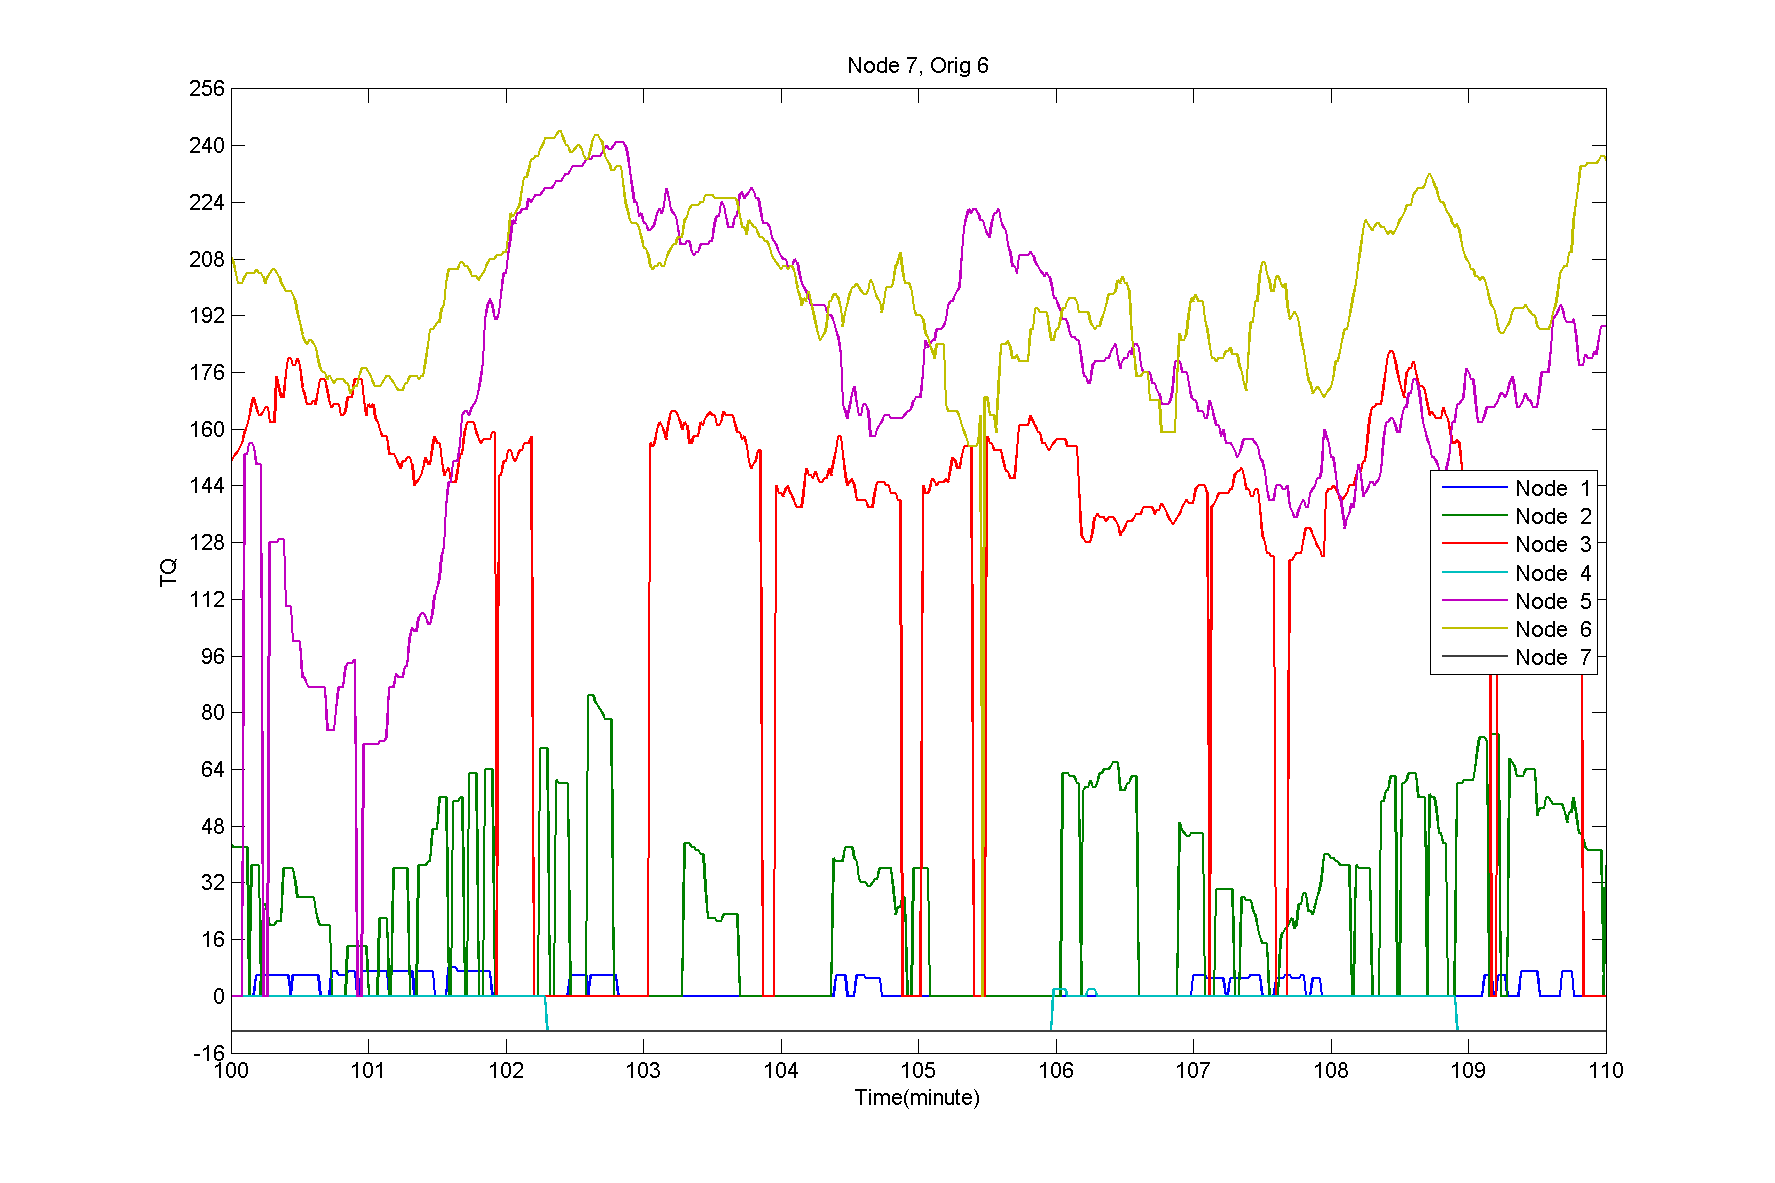 Node 7, Orig 6
256
240
224
208
192
176
160
144
128
112
96
80
64
48
32
16
0
-16
TQ
Node 1
Node 2
Node 3
Node 4
Node 5
Node 6
Node 7
100 101 102 103 104 105 106 107 108 109 110
Time(minute)